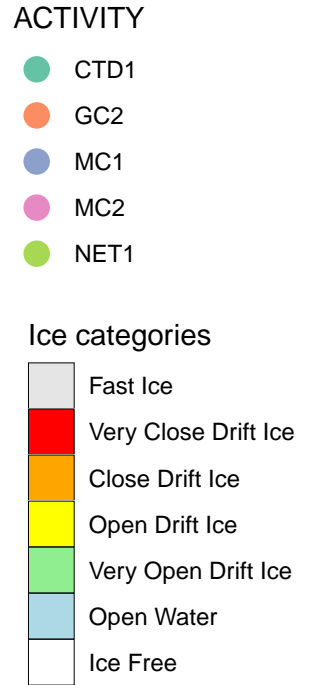 ACTIVITY
CTD1
GC2
MC1
MC2
NET1
Ice categories
Fast Ice
Very Close Drift Ice
Close Drift Ice
Open Drift Ice
Very Open Drift Ice
Open Water
Ice Free